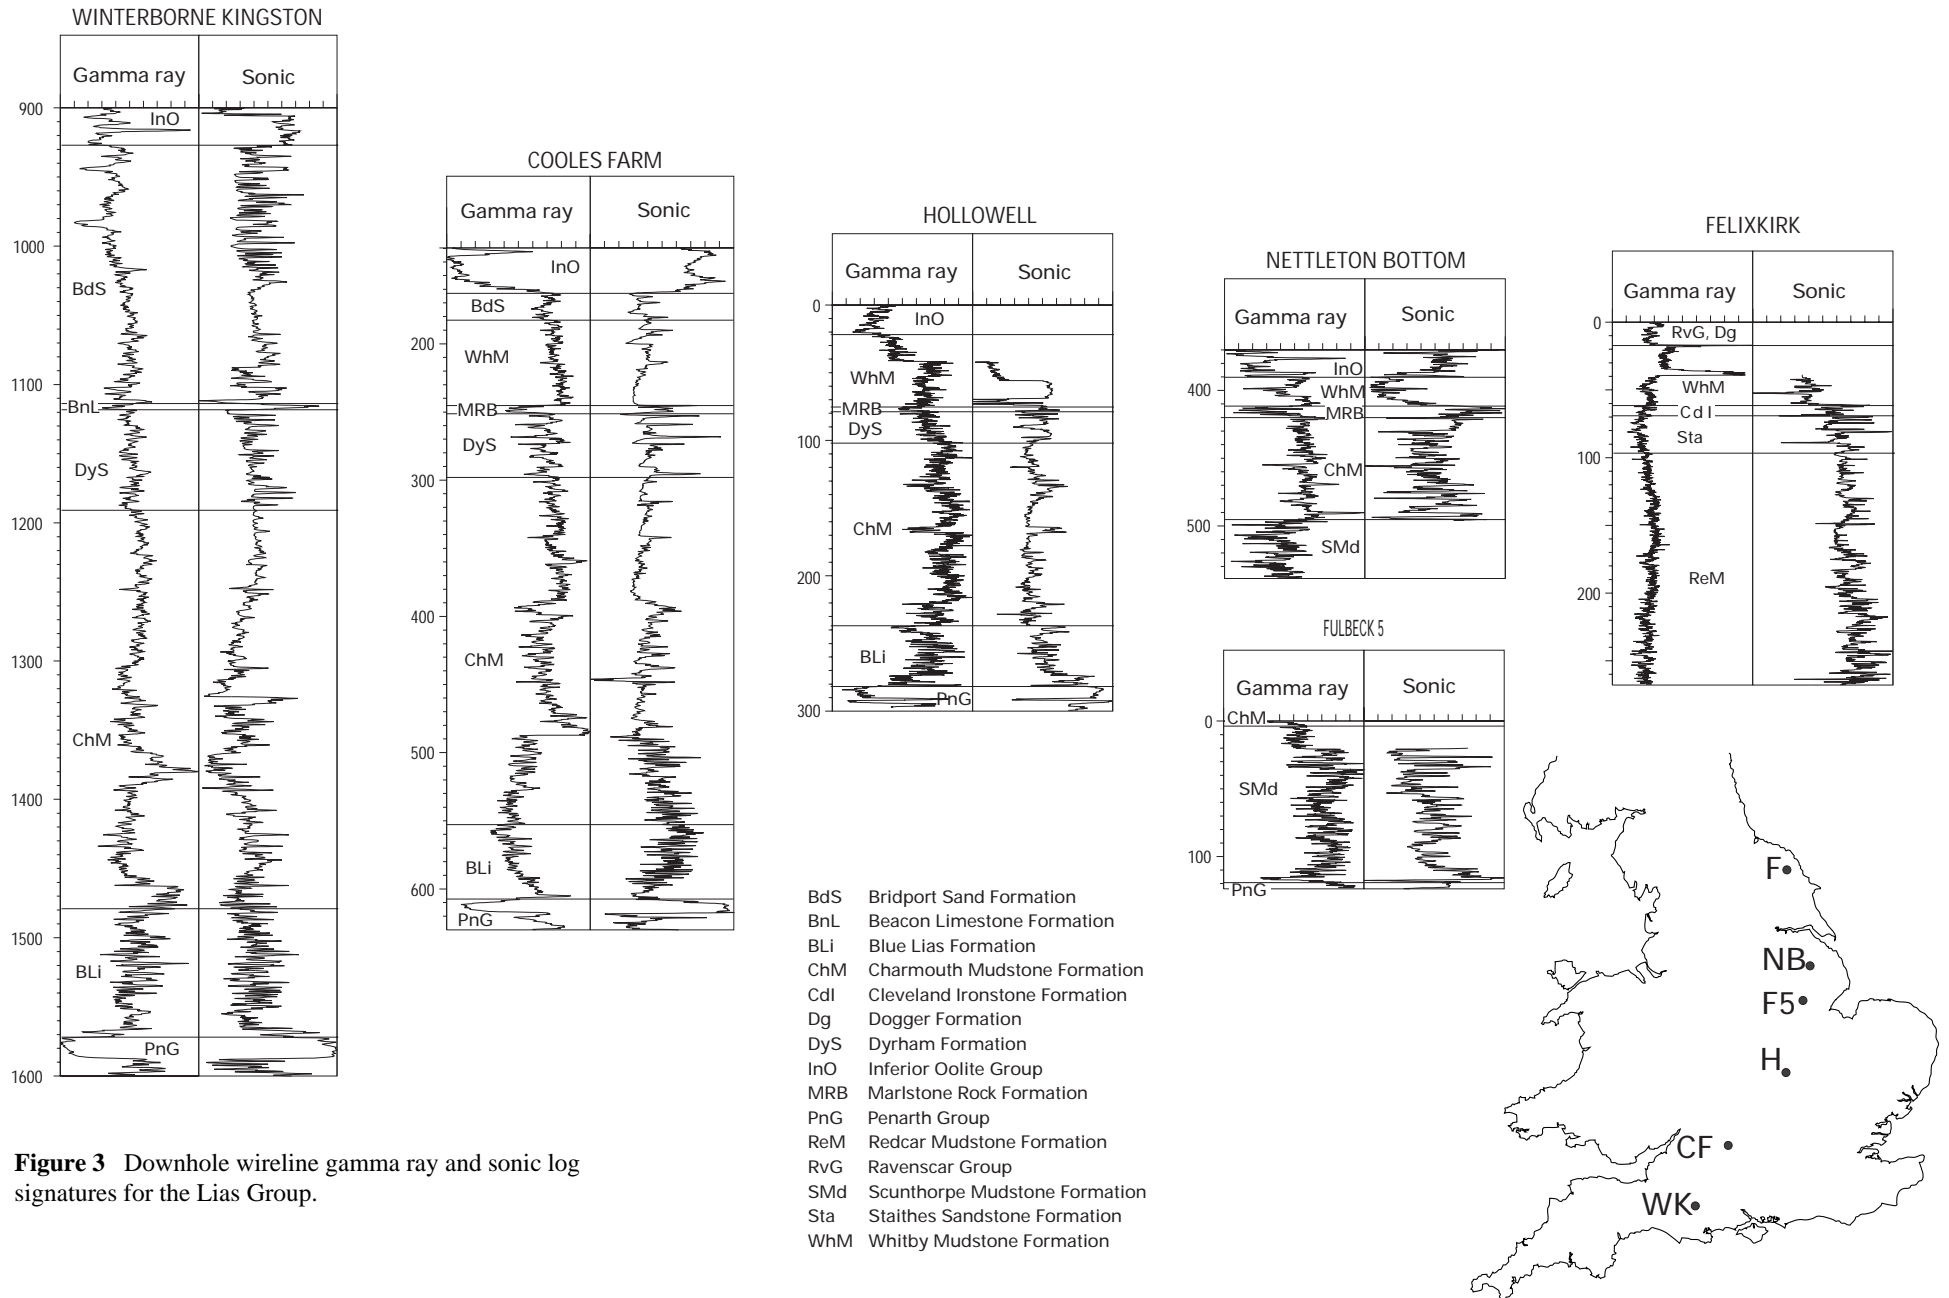 WINTERBORNE KINGSTON
Gamma ray Sonic
900
1000
1100
1200
1300
1400
1500
1600
InO
BdS
BnL
DyS
ChM
BLi
PnG
COOLES FARM
Gamma ray Sonic
200
300
400
500
600
InO
BdS
WhM
MRB
DyS
ChM
BLi
PnG
HOLLOWELL
Gamma ray Sonic
0
100
200
300
InO
WhM
MRB
DyS
ChM
BLi
PnG
NETTLETON BOTTOM
Gamma ray Sonic
400
500
InO
WhM
MRB
ChM
SMd
FULBECK 5
Gamma ray Sonic
0
100
ChM
SMd
PnG
FELIXKIRK
Gamma ray Sonic
0
100
200
RvG, Dg
WhM
CdI
Sta
ReM
BdS Bridport Sand Formation
BnL Beacon Limestone Formation
BLi Blue Lias Formation
ChM Charmouth Mudstone Formation
CdI Cleveland Ironstone Formation
Dg Dogger Formation
DyS Dyrham Formation
InO Inferior Oolite Group
MRB Marlstone Rock Formation
PnG Penarth Group
ReM Redcar Mudstone Formation
RvG Ravenscar Group
SMd Scunthorpe Mudstone Formation
Sta Staithes Sandstone Formation
WhM Whitby Mudstone Formation
F
NB
F5
H
CF
WK
Figure 3 Downhole wireline gamma ray and sonic log
signatures for the Lias Group.